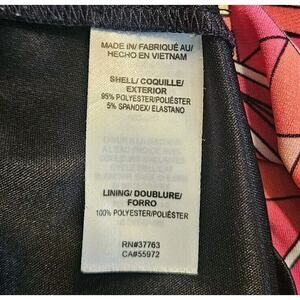 MADE IN/ FABRIQUÉ AU/
HECHO EN VIETNAM
SHELL/ COQUILLE/
EXTERIOR
95% POLYESTER/POLIÉSTER
5% SPANDEX/ ELASTANO
LINING/ DOUBLURE/
FORRO
100% POLYESTER/POLIÉSTER
RN#37763
CA#55972